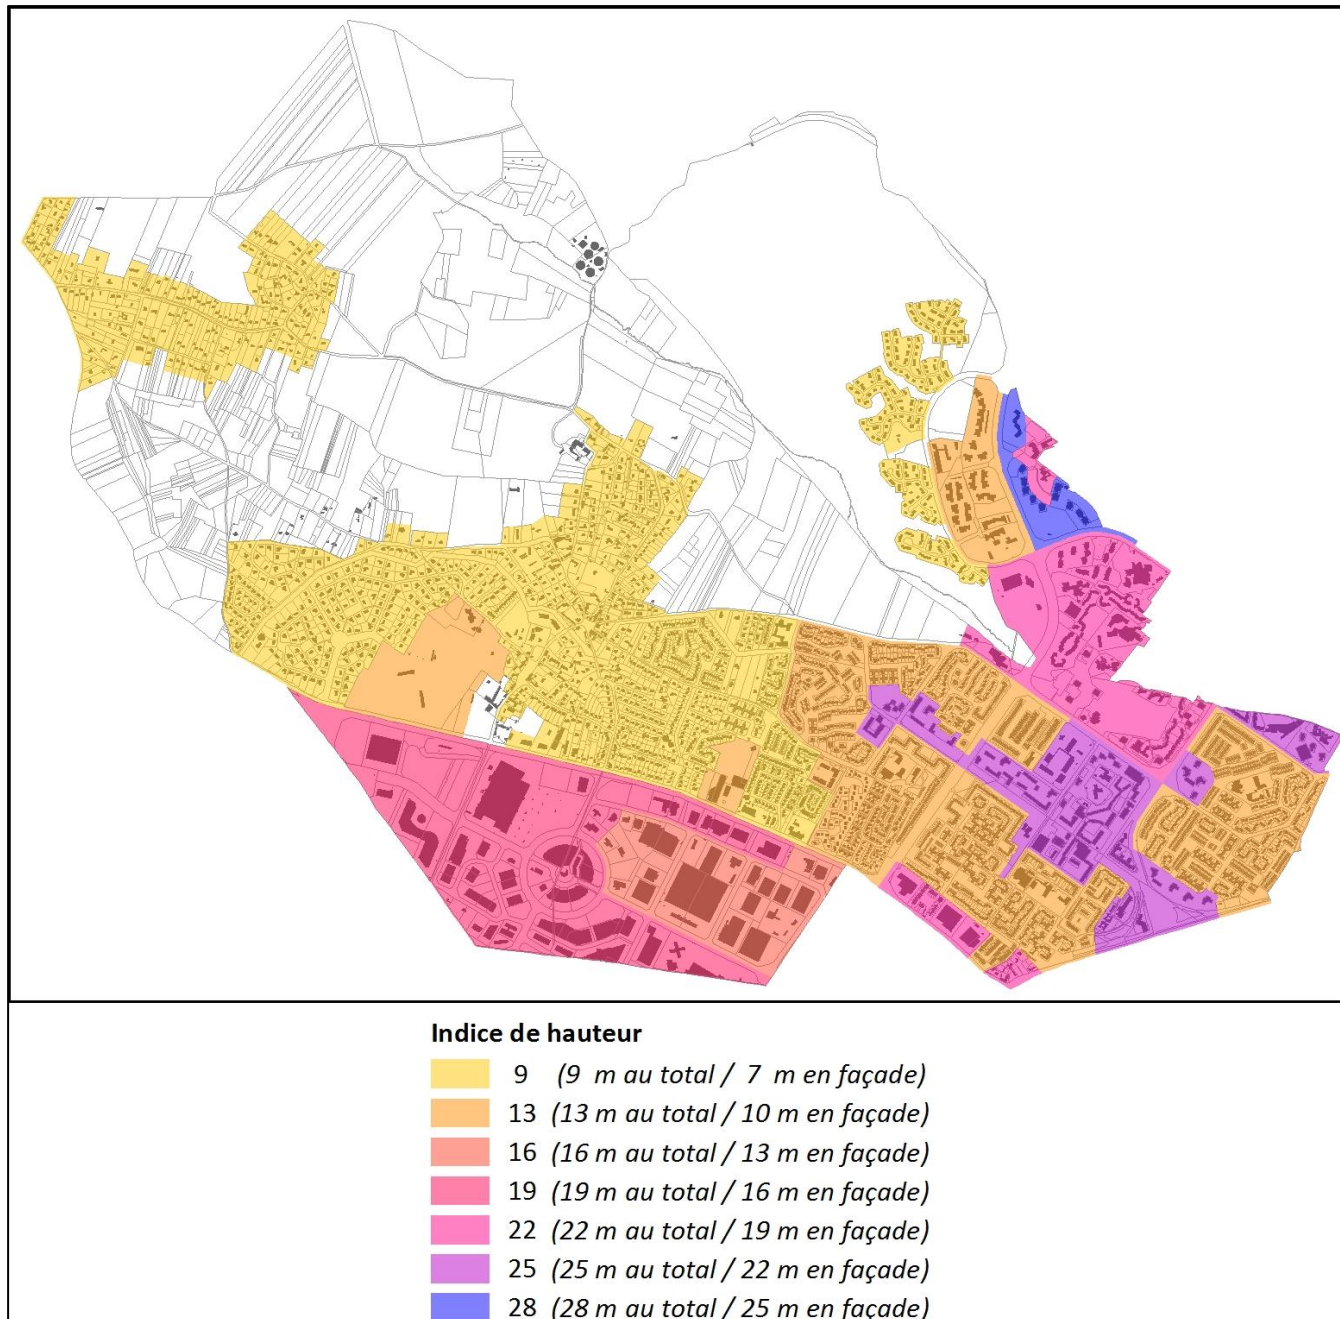 Indice de hauteur
9 (9 m au total / 7 m en façade)
13 (13 m au total / 10 m en façade)
16 (16 m au total / 13 m en façade)
19 (19 m au total / 16 m en façade)
22 (22 m au total / 19 m en façade)
25 (25 m au total / 22 m en façade)
28 (28 m au total / 25 m en façade)